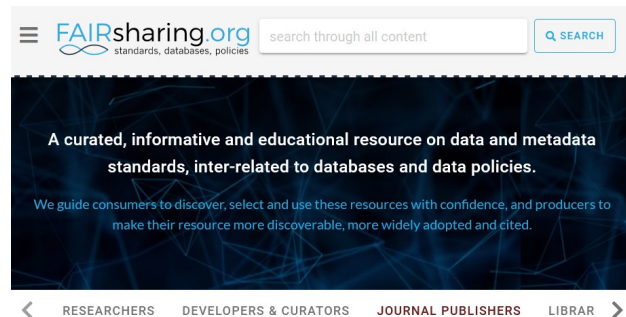 FAIRsharing.org
standards, databases, policies
search through all content
SEARCH
A curated, informative and educational resource on data and metadata
standards, inter-related to databases and data policies.
We guide consumers to discover, select and use these resources with confidence, and producers to
make their resource more discoverable, more widely adopted and cited.
RESEARCHERS DEVELOPERS & CURATORS JOURNAL PUBLISHERS LIBRAR